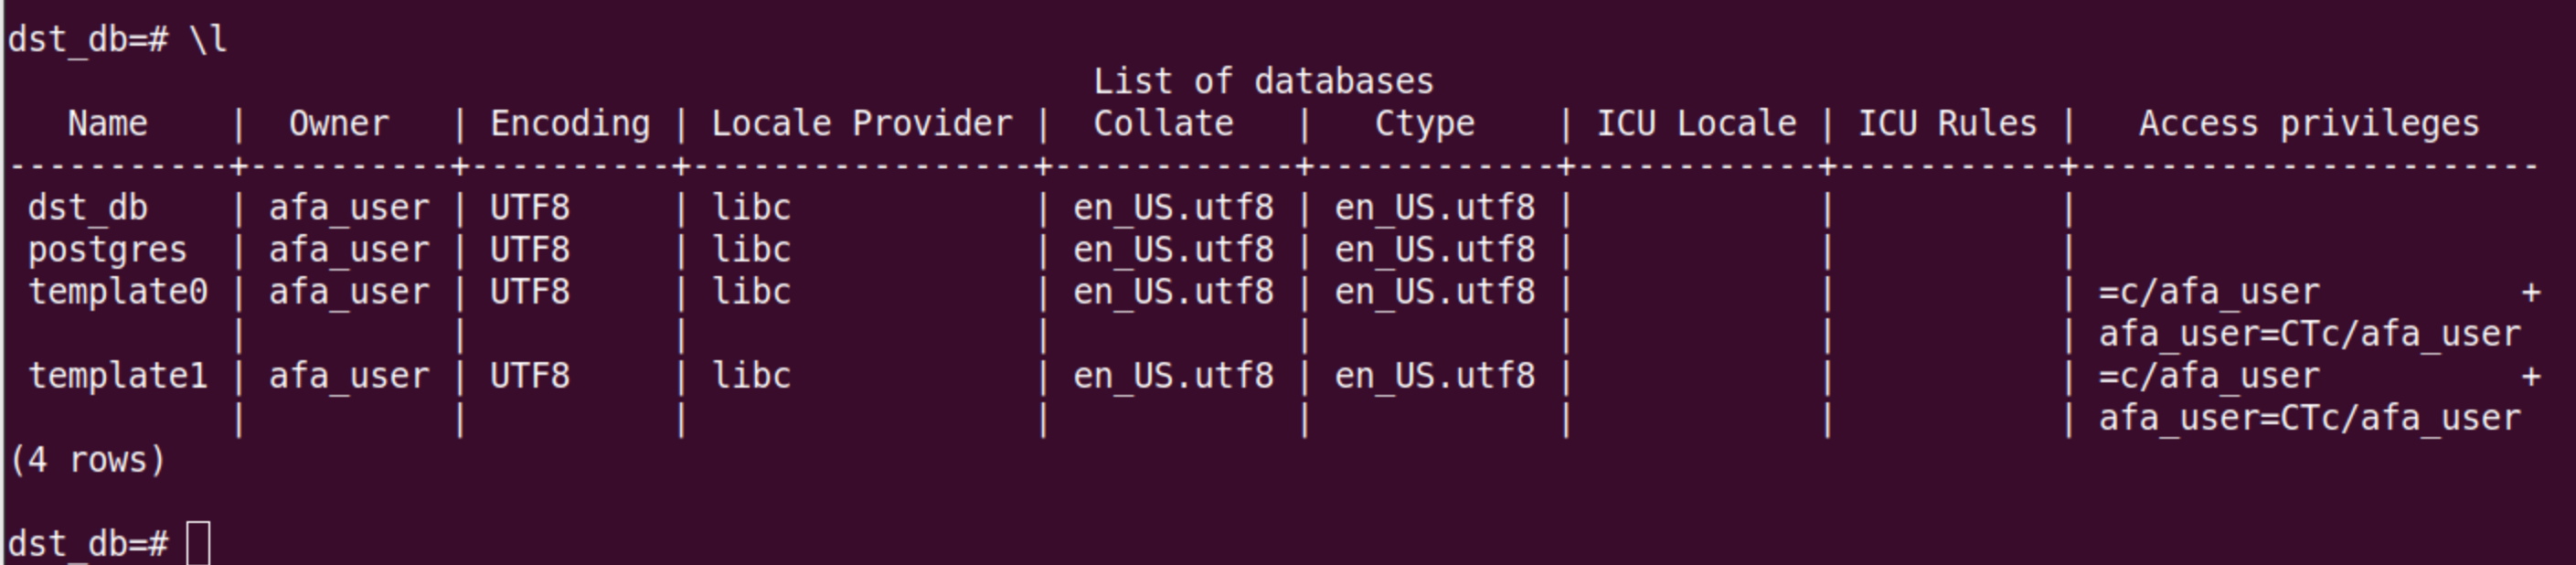 dst_db=# \l
                                                      List of databases
   Name    |  Owner   | Encoding | Locale Provider |  Collate   |   Ctype    | ICU Locale | ICU Rules |   Access privileges
-----------+----------+----------+-----------------+------------+------------+------------+-----------+-----------------------
 dst_db    | afa_user | UTF8     | libc            | en_US.utf8 | en_US.utf8 |            |           |
 postgres  | afa_user | UTF8     | libc            | en_US.utf8 | en_US.utf8 |            |           |
 template0 | afa_user | UTF8     | libc            | en_US.utf8 | en_US.utf8 |            |           | =c/afa_user          +
           |          |          |                 |            |            |            |           | afa_user=CTc/afa_user
 template1 | afa_user | UTF8     | libc            | en_US.utf8 | en_US.utf8 |            |           | =c/afa_user          +
           |          |          |                 |            |            |            |           | afa_user=CTc/afa_user
(4 rows)
dst_db=#